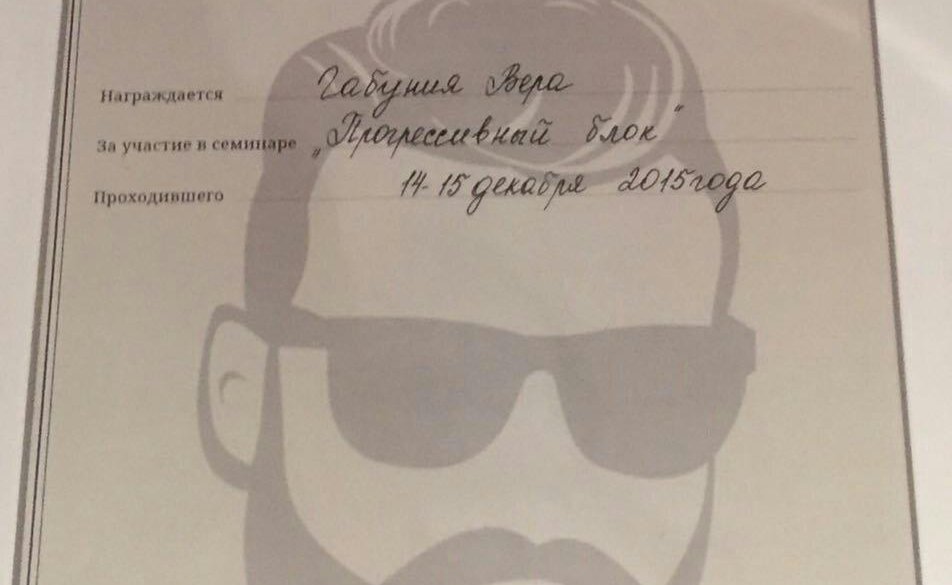 Награждается Габуния Вера
За участие в семинаре „Прогрессивный блок"
Проходившего 14-15 декабря 2015 года